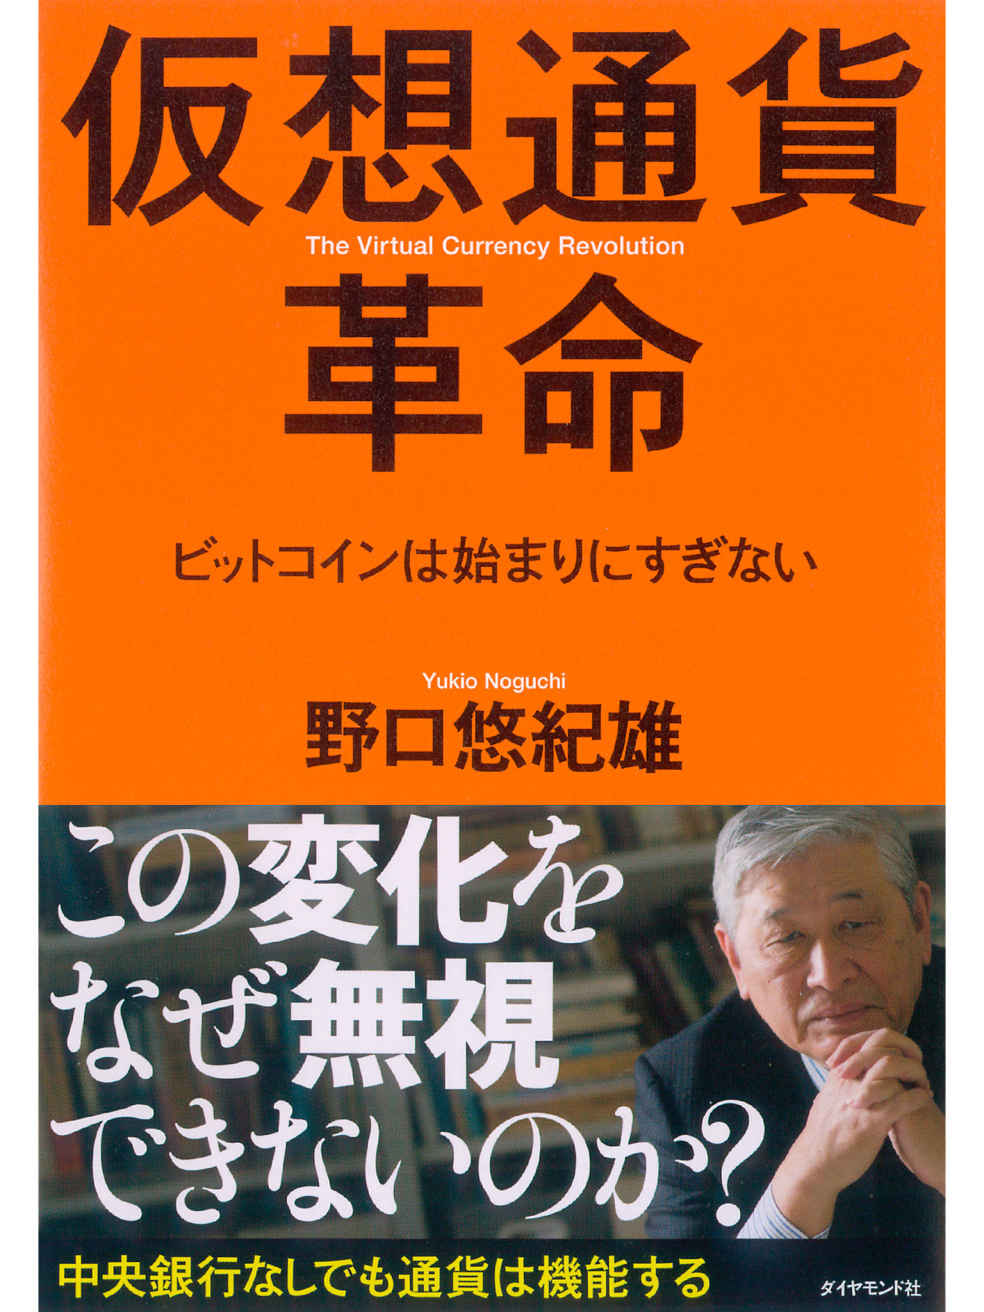 仮想通貨
The Virtual Currency Revolution
革命
ビットコインは始まりにすぎない
Yukio Noguchi
野口悠紀雄
この変化を
なぜ無視
できないのか?
中央銀行なしでも通貨は機能する
ダイヤモンド社